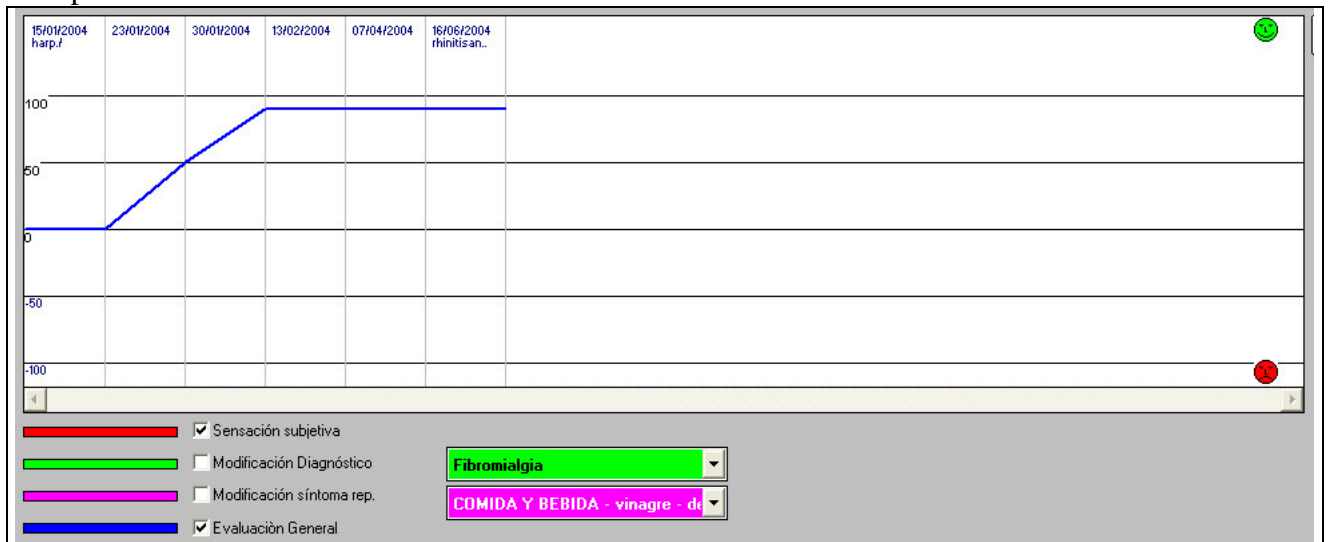 15/01/2004 23/01/2004 30/01/2004 13/02/2004 07/04/2004 16/06/2004
harp./ rhinitisan..
100
50
0
-50
-100
Sensación subjetiva
Modificación Diagnóstico Fibromialgia
Modificación síntoma rep. COMIDA Y BEBIDA - vinagre - de
Evaluaciòn General